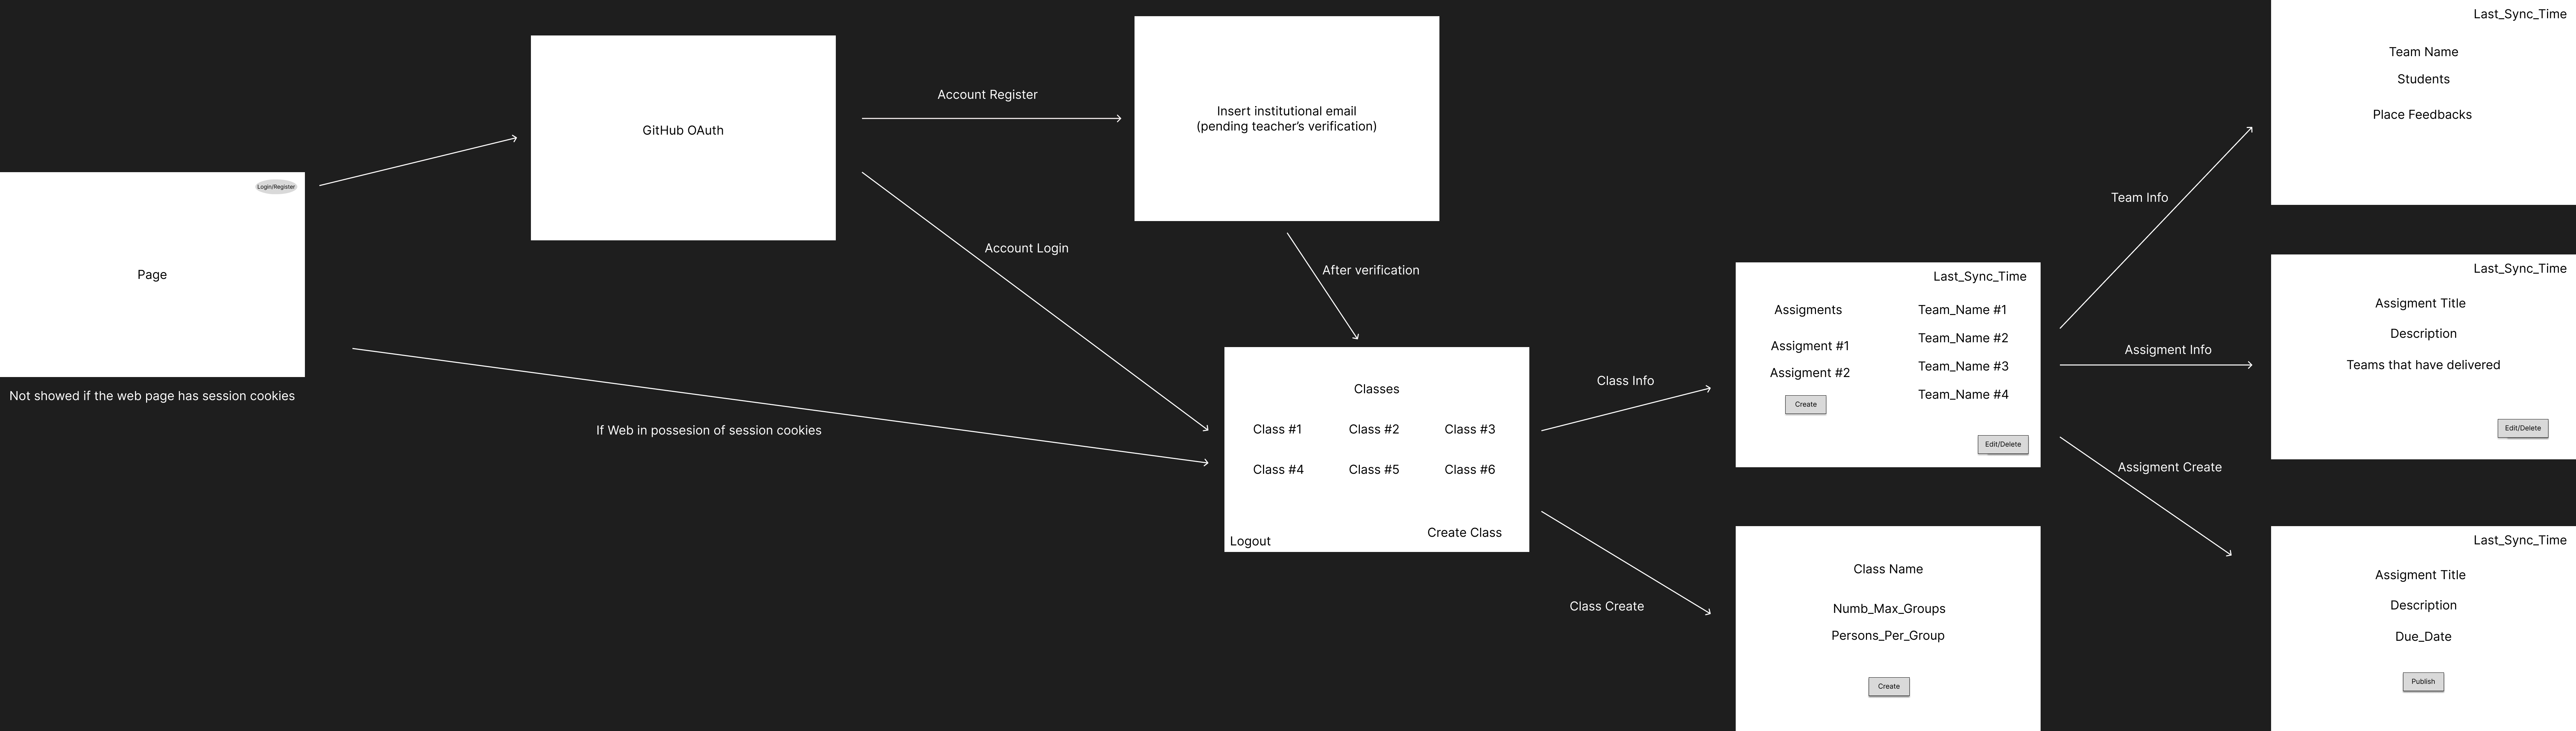 Login/Register
Page
Not showed if the web page has session cookies
GitHub OAuth
Account Register
Account Login
If Web in possesion of session cookies
Insert institutional email
(pending teacher’s verification)
After verification
Classes
Class #1 Class #2 Class #3
Class #4 Class #5 Class #6
Create Class
Logout
Class Info
Class Create
Last_Sync_Time
Assigments
Assigment #1
Assigment #2
Create
Team_Name #1
Team_Name #2
Team_Name #3
Team_Name #4
Edit/Delete
Class Name
Numb_Max_Groups
Persons_Per_Group
Create
Team Info
Assigment Info
Assigment Create
Last_Sync_Time
Team Name
Students
Place Feedbacks
Last_Sync_Time
Assigment Title
Description
Teams that have delivered
Edit/Delete
Last_Sync_Time
Assigment Title
Description
Due_Date
Publish